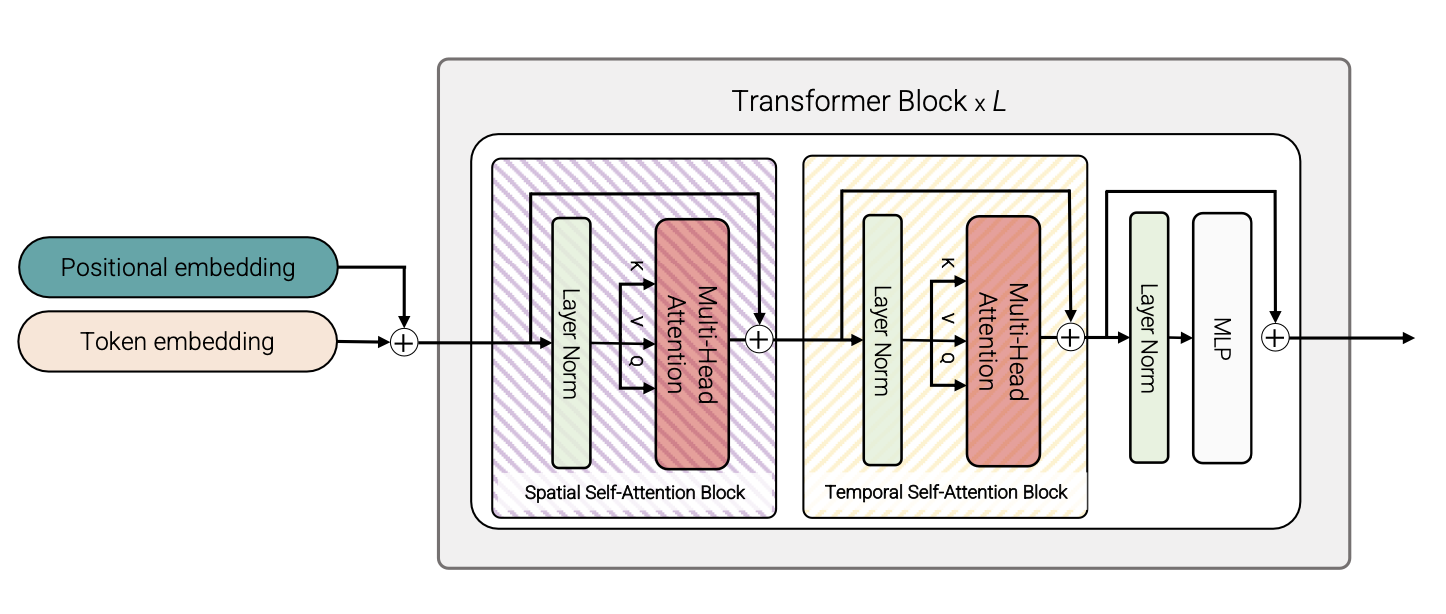 Transformer Block x L
Positional embedding
Token embedding
Layer Norm
K
V
Q
Multi-Head
Attention
Spatial Self-Attention Block
Layer Norm
K
V
Q
Multi-Head
Attention
Temporal Self-Attention Block
Layer Norm
MLP